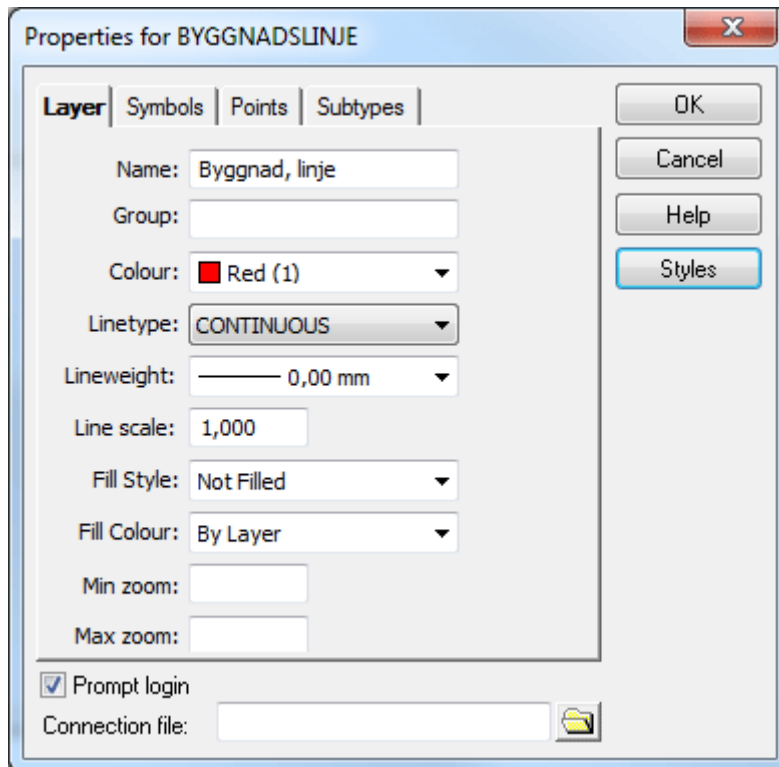 Properties for BYGGNADSLINJE
Layer Symbols Points Subtypes
Name: Byggnad, linje
Group:
Colour: Red (1)
Linetype: CONTINUOUS
Lineweight: 0,00 mm
Line scale: 1,000
Fill Style: Not Filled
Fill Colour: By Layer
Min zoom:
Max zoom:
Prompt login
Connection file:
OK
Cancel
Help
Styles